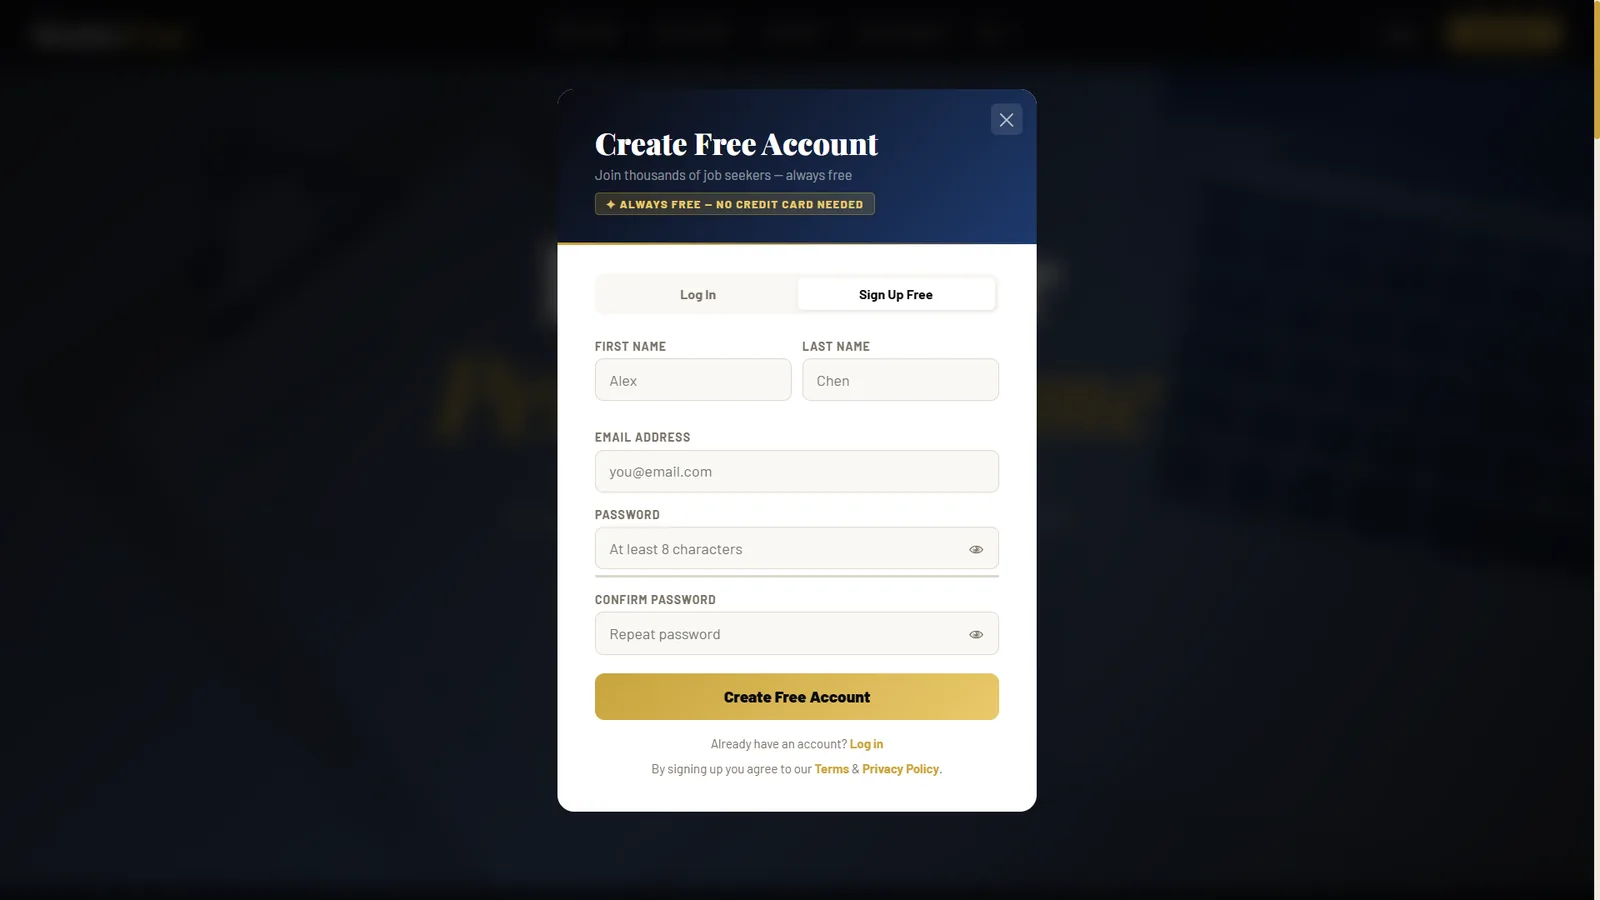 Create Free Account
Join thousands of job seekers — always free
✦ ALWAYS FREE — NO CREDIT CARD NEEDED
Log In
Sign Up Free
FIRST NAME
LAST NAME
Alex
Chen
EMAIL ADDRESS
you@email.com
PASSWORD
At least 8 characters
CONFIRM PASSWORD
Repeat password
Create Free Account
Already have an account? Log in
By signing up you agree to our Terms & Privacy Policy.